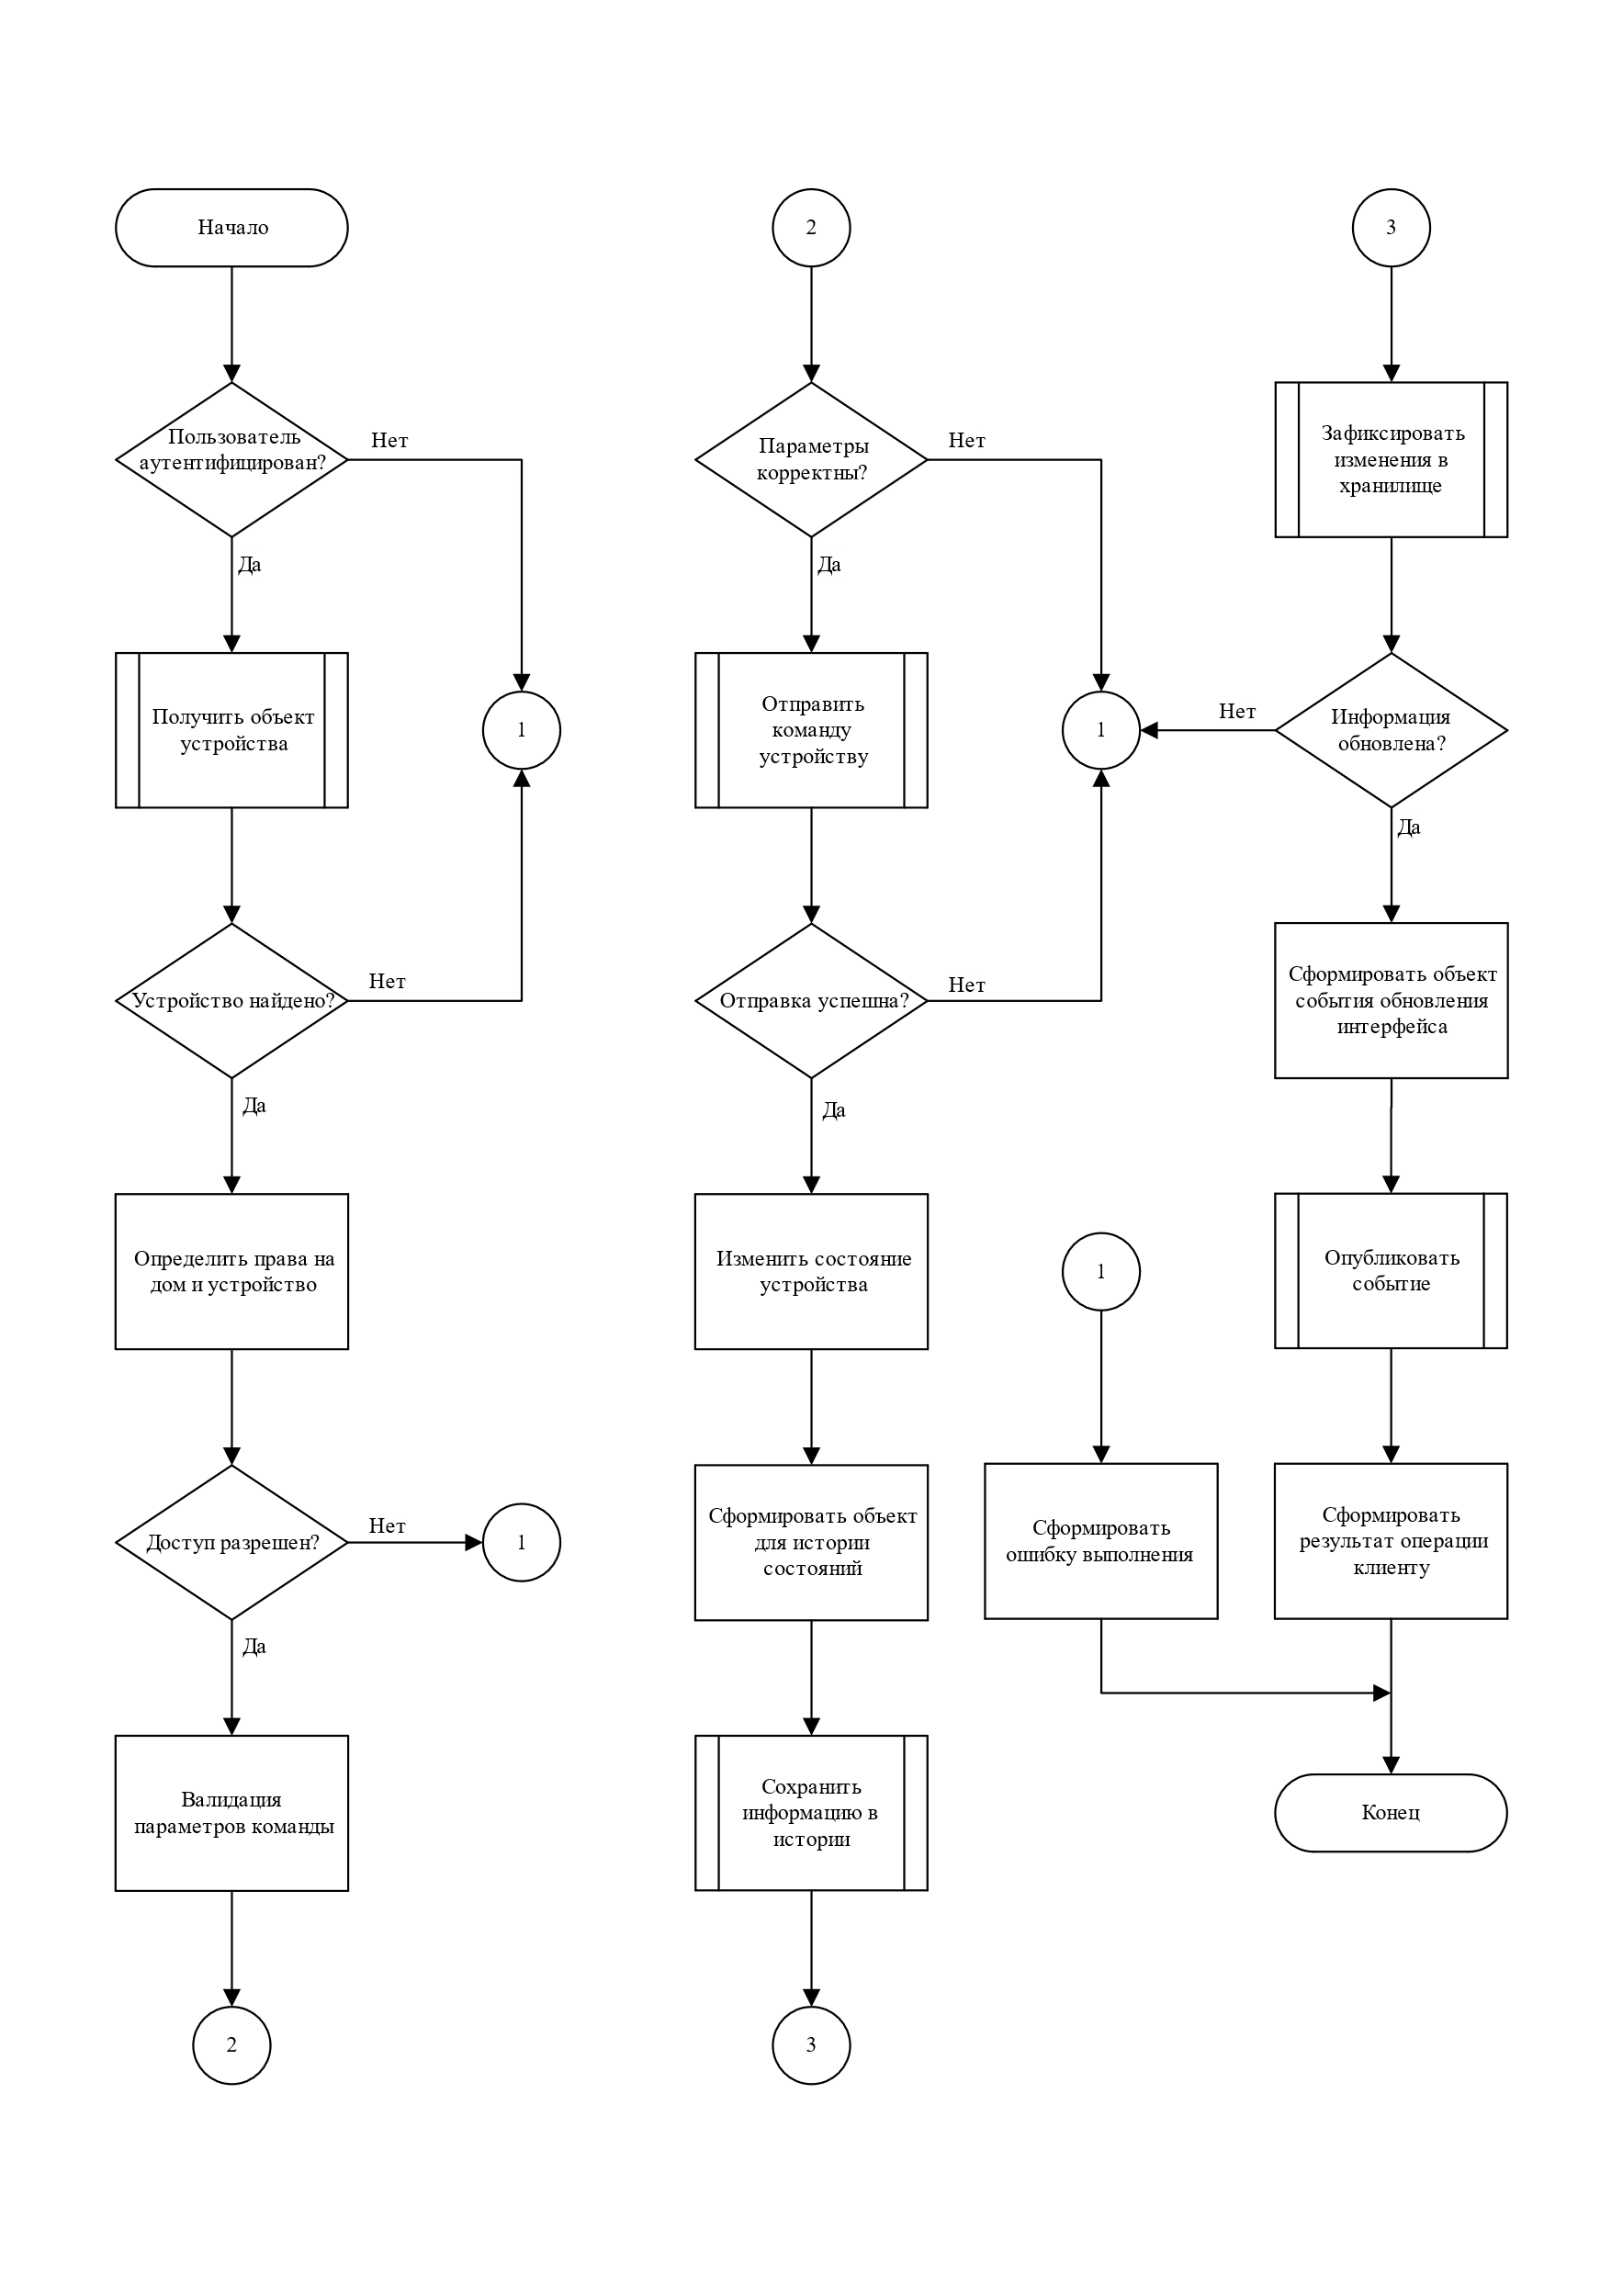 Начало
Пользователь
аутентифицирован?
Нет
Да
Получить объект
устройства
1
Устройство найдено?
Нет
Да
Определить права на
дом и устройство
Доступ разрешен?
Нет
1
Да
Валидация
параметров команды
2
2
Параметры
корректны?
Нет
Да
Отправить
команду
устройству
1
Отправка успешна?
Нет
Да
Изменить состояние
устройства
Сформировать объект
для истории
состояний
Сохранить
информацию в
истории
3
1
Сформировать
ошибку выполнения
3
Зафиксировать
изменения в
хранилище
Информация
обновлена?
Нет
Да
Сформировать объект
события обновления
интерфейса
Опубликовать
событие
Сформировать
результат операции
клиенту
Конец